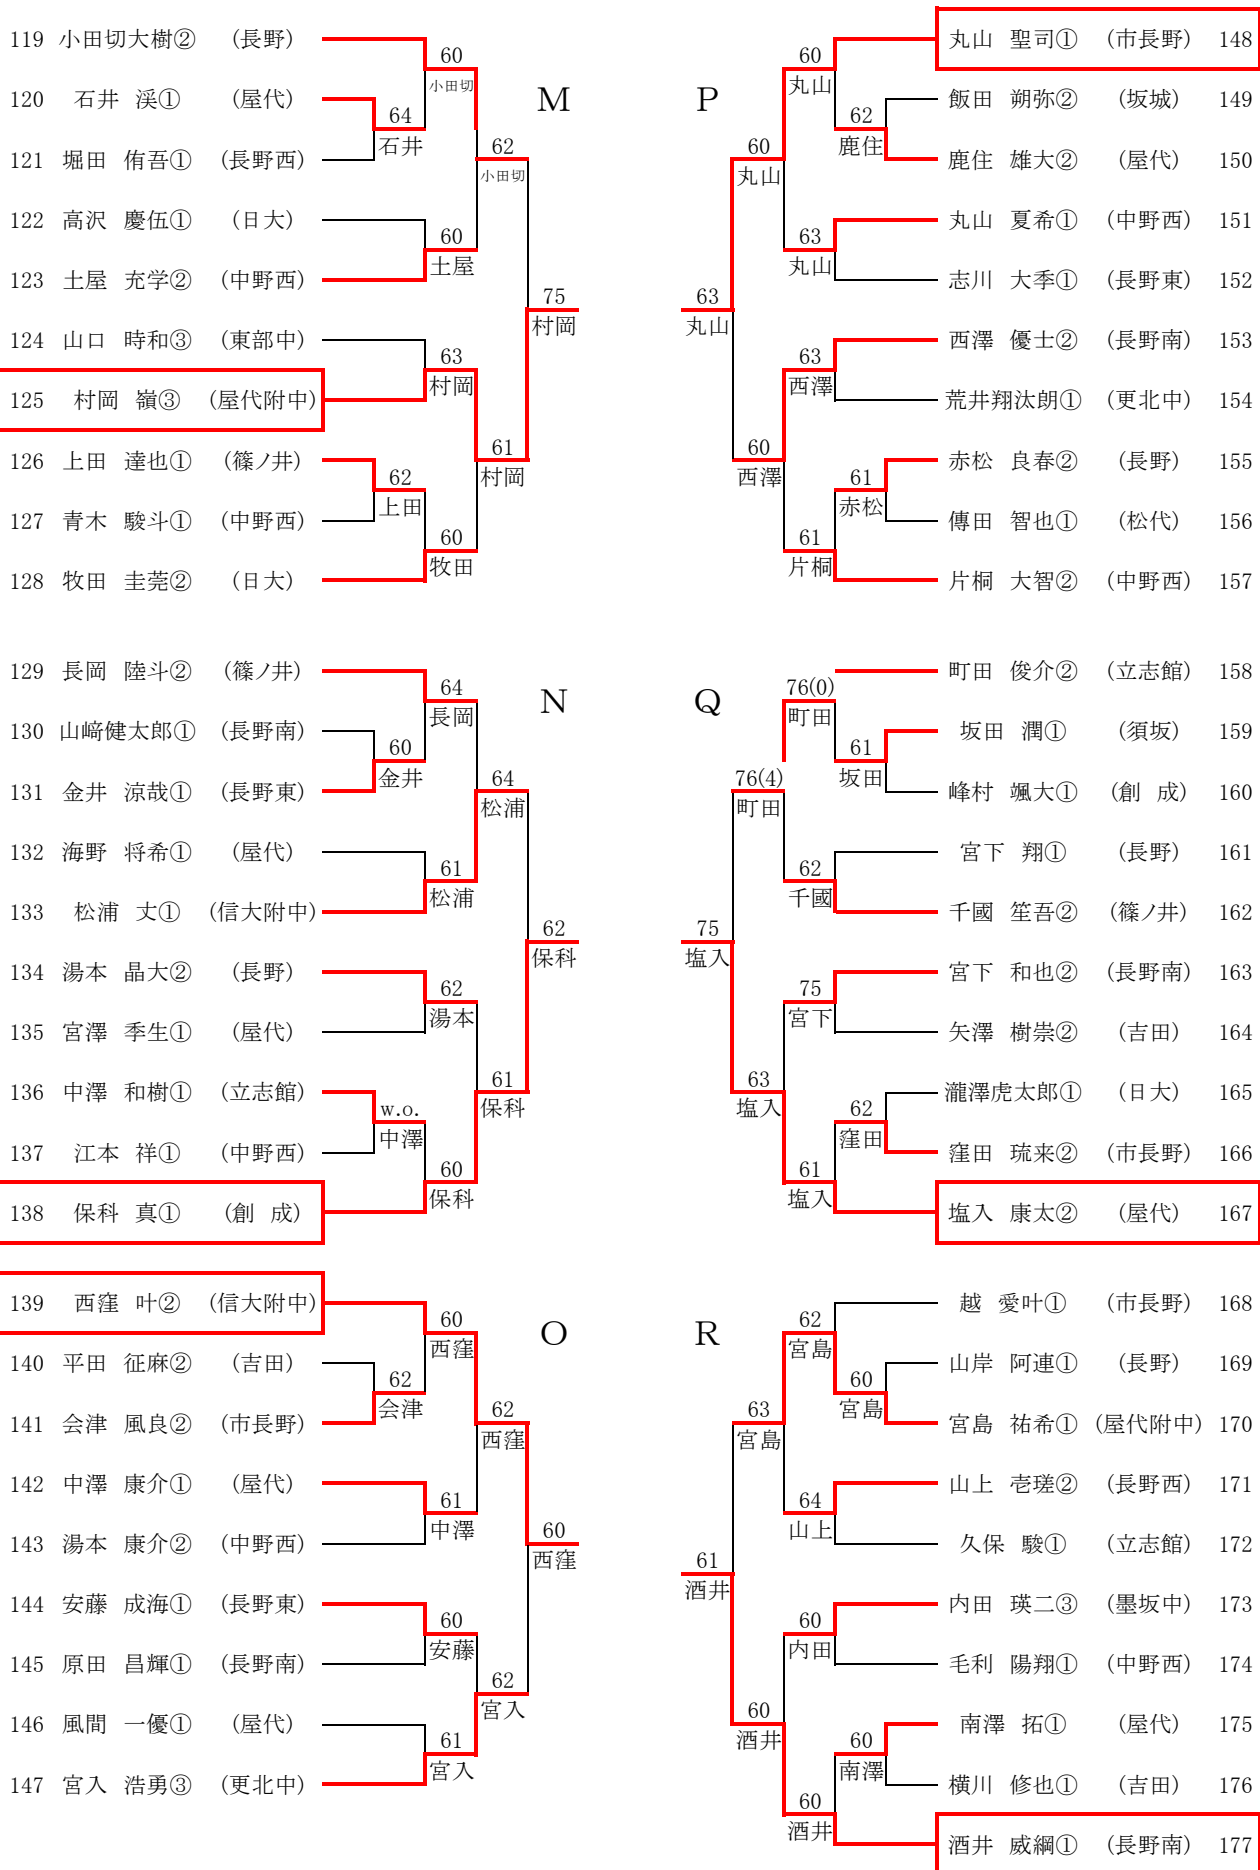 119 小田切大樹② (長野)
60
小田切
120 石井 渓① (屋代)
64
石井
121 堀田 侑吾① (長野西)
62
小田切
M
122 高沢 慶伍① (日大)
60
土屋
123 土屋 充学② (中野西)
75
村岡
124 山口 時和③ (東部中)
63
村岡
125 村岡 嶺③ (屋代附中)
61
村岡
126 上田 達也① (篠ノ井)
62
上田
127 青木 駿斗① (中野西)
60
牧田
128 牧田 圭莞② (日大)
129 長岡 陸斗② (篠ノ井)
64
長岡
N
130 山﨑健太郎① (長野南)
60
金井
131 金井 涼哉① (長野東)
64
松浦
132 海野 将希① (屋代)
61
松浦
133 松浦 丈① (信大附中)
62
保科
134 湯本 晶大② (長野)
62
湯本
135 宮澤 季生① (屋代)
61
保科
136 中澤 和樹① (立志館)
w.o.
中澤
137 江本 祥① (中野西)
60
保科
138 保科 真① (創 成)
139 西窪 叶② (信大附中)
60
西窪
O
140 平田 征麻② (吉田)
62
会津
141 会津 風良② (市長野)
62
西窪
142 中澤 康介① (屋代)
61
中澤
143 湯本 康介② (中野西)
60
西窪
144 安藤 成海① (長野東)
60
安藤
145 原田 昌輝① (長野南)
62
宮入
146 風間 一優① (屋代)
61
宮入
147 宮入 浩勇③ (更北中)
丸山 聖司① (市長野) 148
60
丸山
P
飯田 朔弥② (坂城) 149
62
鹿住
鹿住 雄大② (屋代) 150
60
丸山
丸山 夏希① (中野西) 151
63
丸山
志川 大季① (長野東) 152
63
丸山
西澤 優士② (長野南) 153
63
西澤
荒井翔汰朗① (更北中) 154
60
西澤
赤松 良春② (長野) 155
61
赤松
傳田 智也① (松代) 156
61
片桐
片桐 大智② (中野西) 157
町田 俊介② (立志館) 158
76(0)
町田
Q
坂田 潤① (須坂) 159
61
坂田
峰村 颯大① (創 成) 160
76(4)
町田
宮下 翔① (長野) 161
62
千國
千國 笙吾② (篠ノ井) 162
75
塩入
宮下 和也② (長野南) 163
75
宮下
矢澤 樹崇② (吉田) 164
63
塩入
瀧澤虎太郎① (日大) 165
62
窪田
窪田 琉来② (市長野) 166
61
塩入
塩入 康太② (屋代) 167
越 愛叶① (市長野) 168
62
宮島
R
山岸 阿連① (長野) 169
60
宮島
宮島 祐希① (屋代附中) 170
63
宮島
山上 壱瑳② (長野西) 171
64
山上
久保 駿① (立志館) 172
61
酒井
内田 瑛二③ (墨坂中) 173
60
内田
毛利 陽翔① (中野西) 174
60
酒井
南澤 拓① (屋代) 175
60
南澤
横川 修也① (吉田) 176
60
酒井
酒井 威綱① (長野南) 177